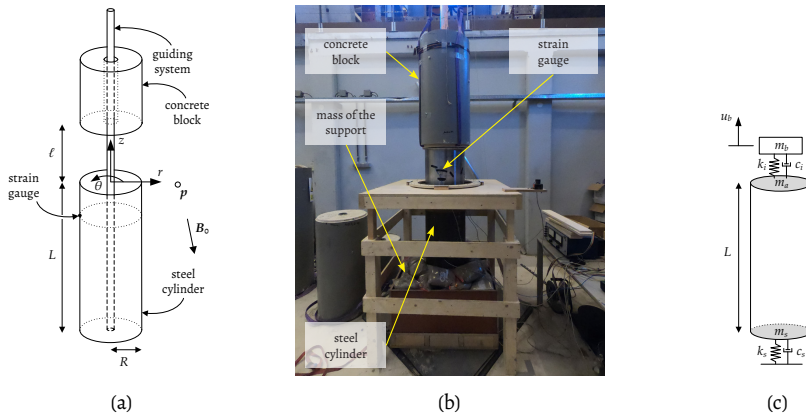 guiding
system
concrete
block
z
ℓ
r
θ
p
strain
gauge
B₀
L
steel
cylinder
R
(a)
concrete
block
strain
gauge
mass of the
support
steel
cylinder
(b)
u_b
m_b
k_i
c_i
m_a
L
m_s
k_s
c_s
(c)